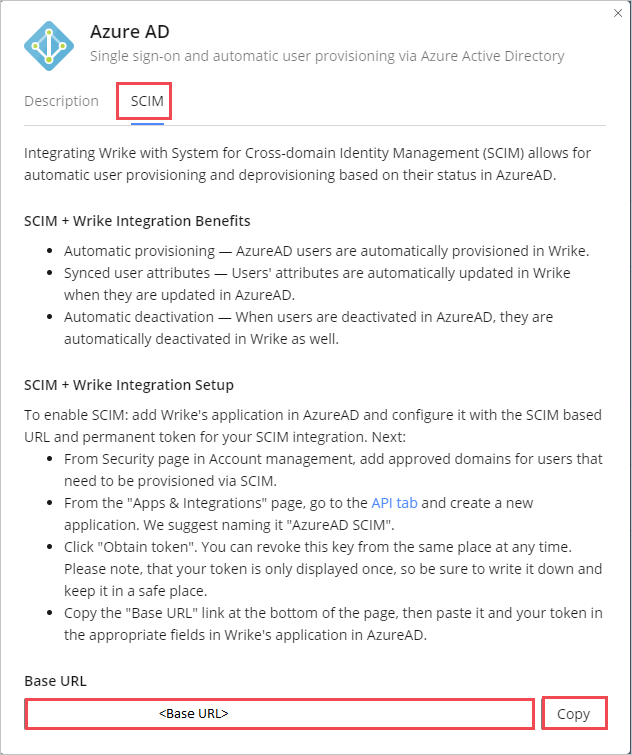 Azure AD
Single sign-on and automatic user provisioning via Azure Active Directory
Description SCIM
Integrating Wrike with System for Cross-domain Identity Management (SCIM) allows for
automatic user provisioning and deprovisioning based on their status in AzureAD.
SCIM + Wrike Integration Benefits
• Automatic provisioning — AzureAD users are automatically provisioned in Wrike.
• Synced user attributes — Users' attributes are automatically updated in Wrike
when they are updated in AzureAD.
• Automatic deactivation — When users are deactivated in AzureAD, they are
automatically deactivated in Wrike as well.
SCIM + Wrike Integration Setup
To enable SCIM: add Wrike's application in AzureAD and configure it with the SCIM based
URL and permanent token for your SCIM integration. Next:
• From Security page in Account management, add approved domains for users that
need to be provisioned via SCIM.
• From the "Apps & Integrations" page, go to the API tab and create a new
application. We suggest naming it "AzureAD SCIM".
• Click "Obtain token". You can revoke this key from the same place at any time.
Please note, that your token is only displayed once, so be sure to write it down and
keep it in a safe place.
• Copy the "Base URL" link at the bottom of the page, then paste it and your token in
the appropriate fields in Wrike's application in AzureAD.
Base URL
<Base URL> Copy